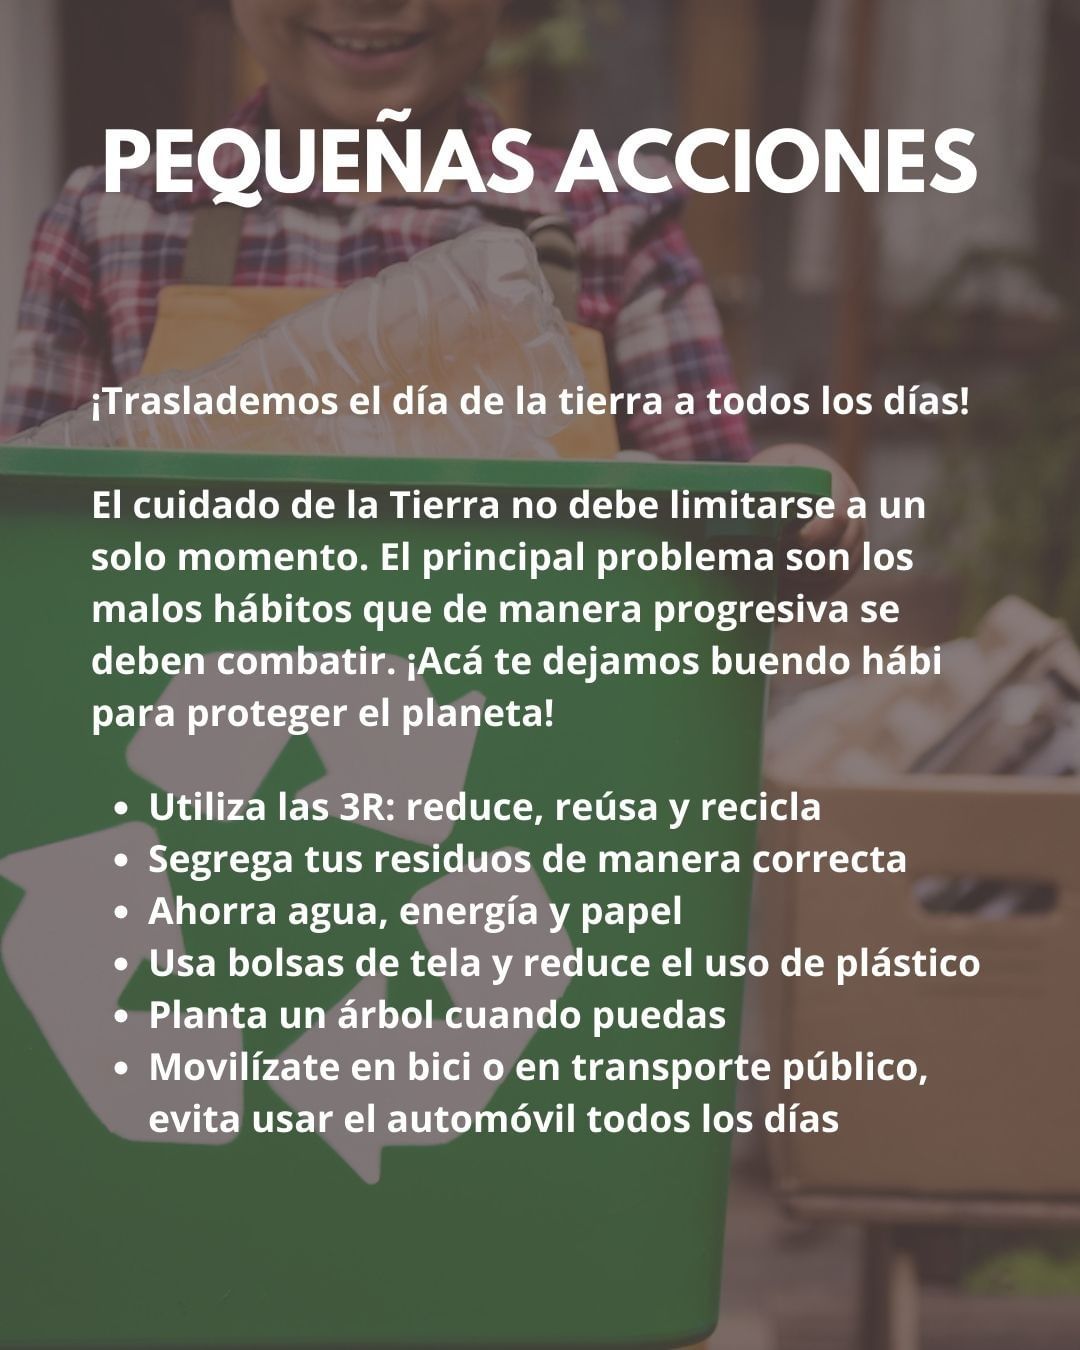 PEQUEÑAS ACCIONES
¡Traslademos el día de la tierra a todos los días!
El cuidado de la Tierra no debe limitarse a un
solo momento. El principal problema son los
malos hábitos que de manera progresiva se
deben combatir. ¡Acá te dejamos buendo hábi
para proteger el planeta!
• Utiliza las 3R: reduce, reúsa y recicla
• Segrega tus residuos de manera correcta
• Ahorra agua, energía y papel
• Usa bolsas de tela y reduce el uso de plástico
• Planta un árbol cuando puedas
• Movilízate en bici o en transporte público,
evita usar el automóvil todos los días